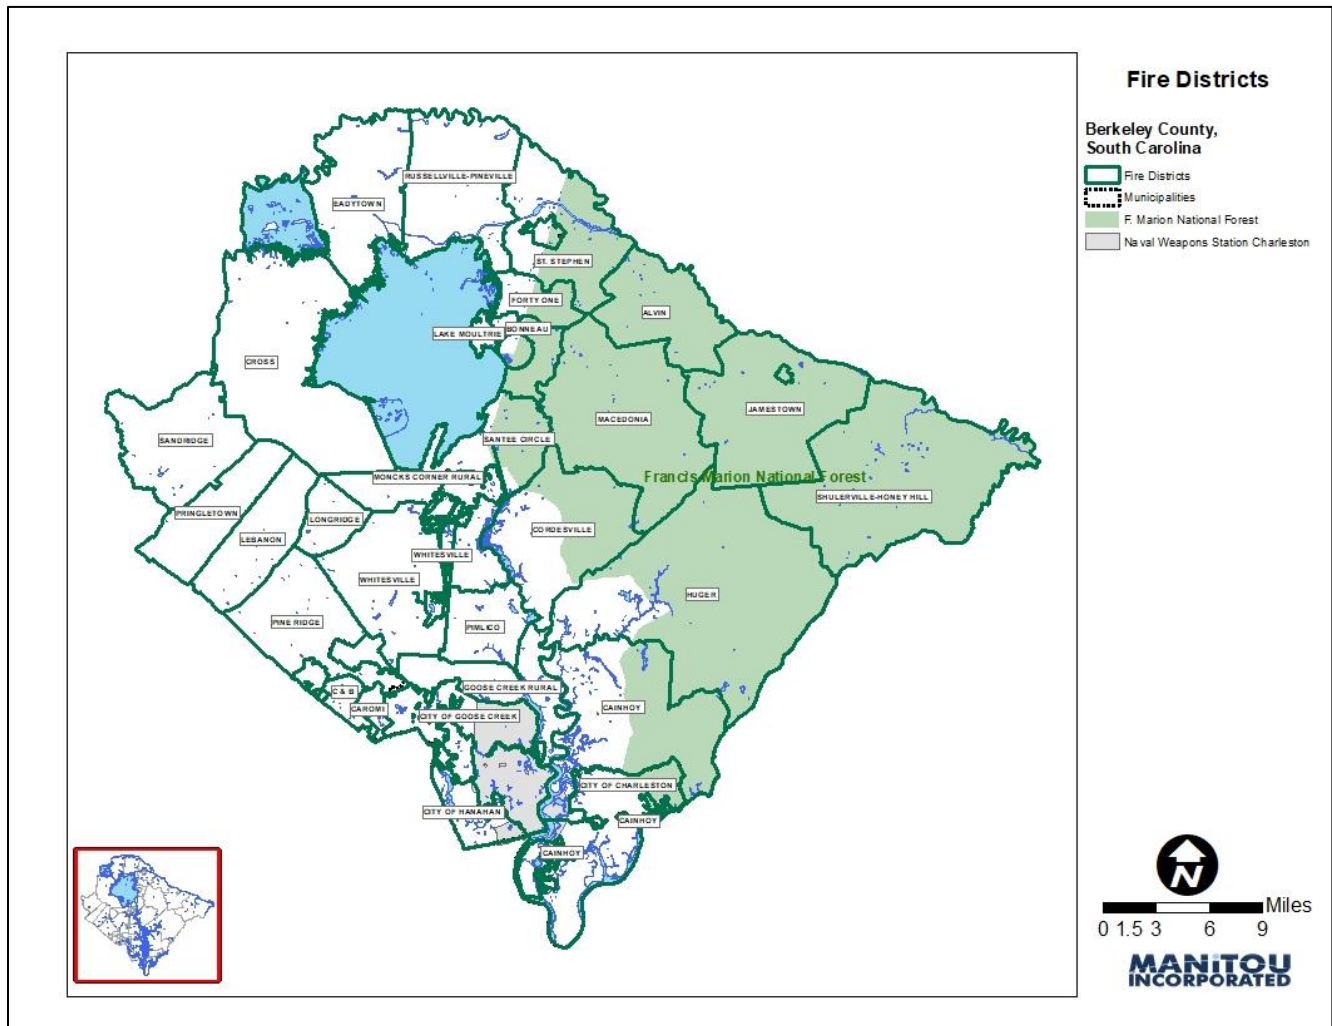 Fire Districts
Berkeley County,
South Carolina
Fire Districts
Municipalities
F. Marion National Forest
Naval Weapons Station Charleston
RUSSELLVILLE-PINEVILLE
EADYTOWN
ST. STEPHEN
FORTY ONE
ALVIN
LAKE MOULTRIE
BONNEAU
CROSS
JAMESTOWN
MACEDONIA
SANDRIDGE
SANTEE CIRCLE
MONCKS CORNER RURAL
Francis Marion National Forest
SHULERVILLE-HONEY HILL
PRINGLETOWN
LONGRIDGE
CORDESVILLE
LEBANON
WHITESVILLE
WHITESVILLE
HUGER
PINE RIDGE
PIMLICO
C & B
GOOSE CREEK RURAL
CAROMI
CITY OF GOOSE CREEK
CAINHOY
CITY OF CHARLESTON
CITY OF HANAHAN
CAINHOY
CAINHOY
N
Miles
0 1.5 3 6 9
MANiTOU
INCORPORATED